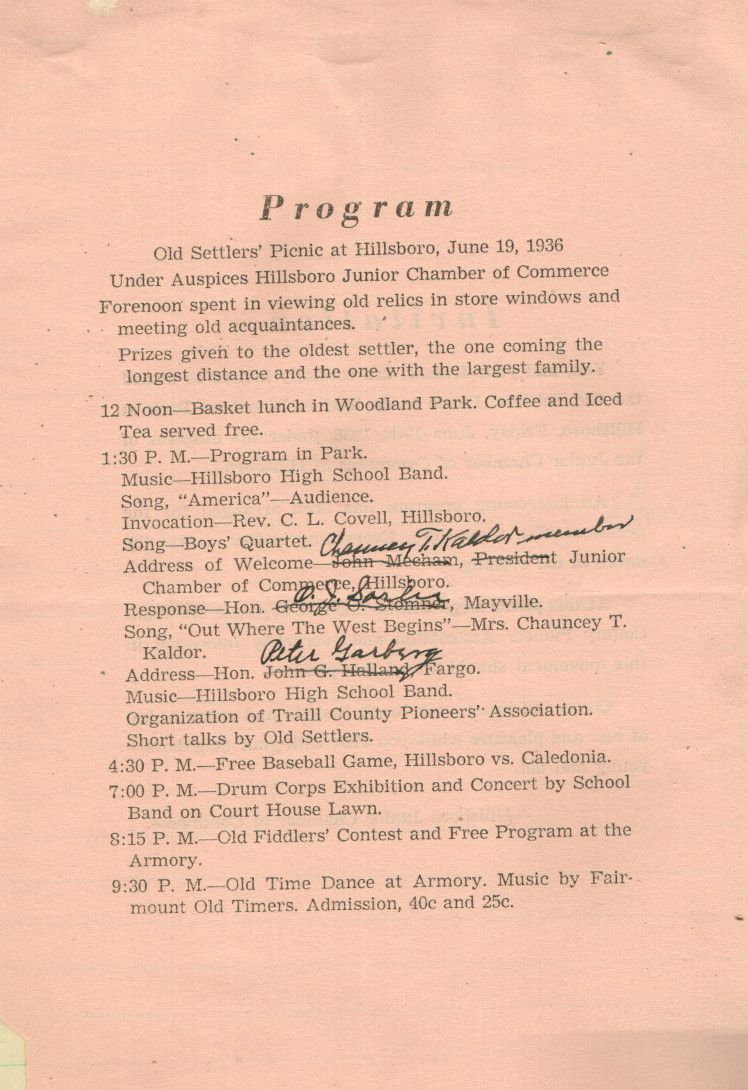 Program
Old Settlers' Picnic at Hillsboro, June 19, 1936
Under Auspices Hillsboro Junior Chamber of Commerce
Forenoon spent in viewing old relics in store windows and
meeting old acquaintances.
Prizes given to the oldest settler, the one coming the
longest distance and the one with the largest family.
12 Noon—Basket lunch in Woodland Park. Coffee and Iced
Tea served free.
1:30 P. M.—Program in Park.
Music—Hillsboro High School Band.
Song, "America"—Audience.
Invocation—Rev. C. L. Covell, Hillsboro.
Song—Boys' Quartet.
Chauncey T. Kaldor member
Address of Welcome—John Mecham, President Junior
Chamber of Commerce, Hillsboro.
O. J.
Response—Hon. George O. Stomner, Mayville.
Song, "Out Where The West Begins"—Mrs. Chauncey T.
Kaldor.
Peter Garberg
Address—Hon. John G. Halland, Fargo.
Music—Hillsboro High School Band.
Organization of Traill County Pioneers' Association.
Short talks by Old Settlers.
4:30 P. M.—Free Baseball Game, Hillsboro vs. Caledonia.
7:00 P. M.—Drum Corps Exhibition and Concert by School
Band on Court House Lawn.
8:15 P. M.—Old Fiddlers' Contest and Free Program at the
Armory.
9:30 P. M.—Old Time Dance at Armory. Music by Fair-
mount Old Timers. Admission, 40c and 25c.